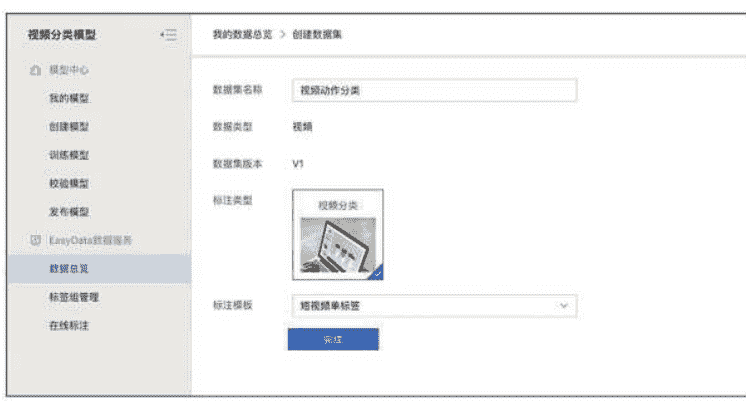 视频分类模型
我的数据总览 > 创建数据集
模型中心
我的模型
创建模型
训练模型
校验模型
发布模型
EasyData数据服务
数据总览
标签组管理
在线标注
数据集名称 视频动作分类
数据类型 视频
数据集版本 V1
标注类型 视频分类
标注模板 短视频单标签
完成